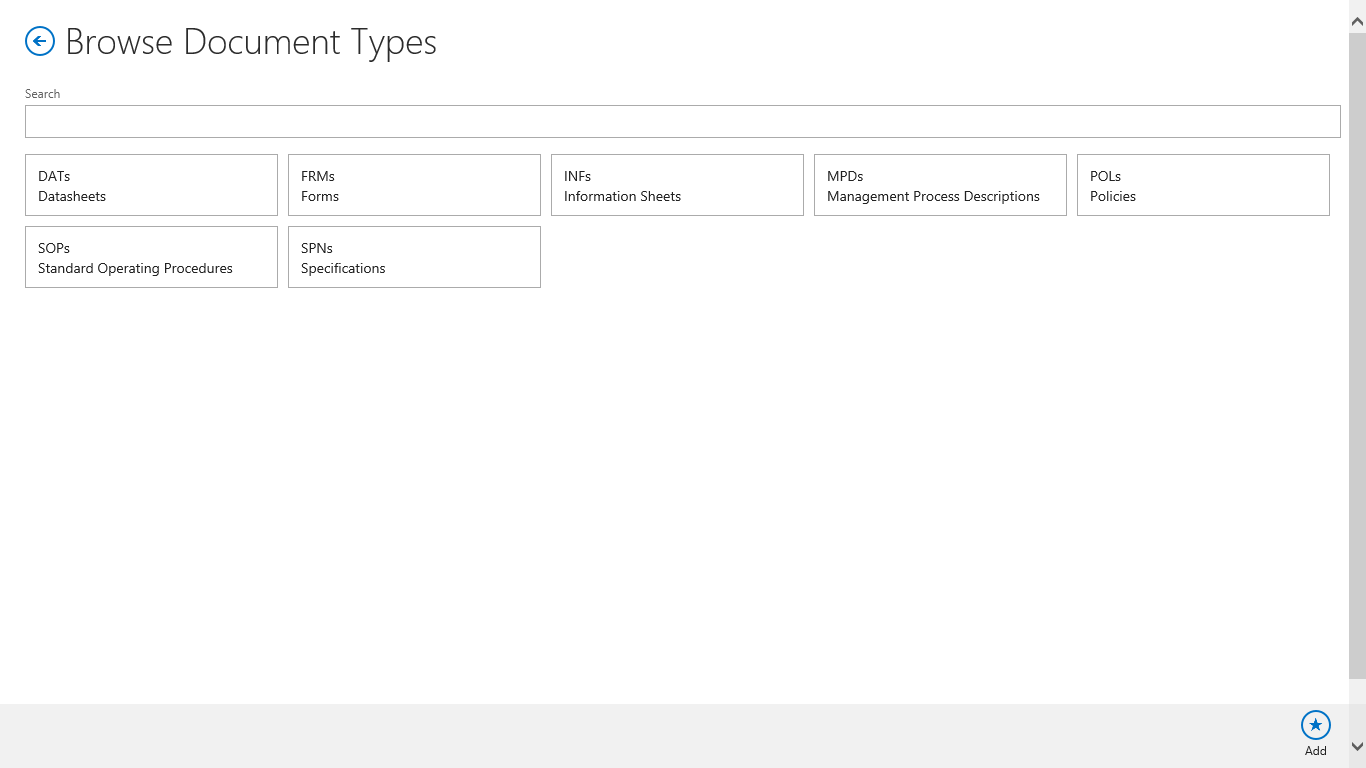 Browse Document Types
Search
DATs
Datasheets
FRMs
Forms
INFs
Information Sheets
MPDs
Management Process Descriptions
POLs
Policies
SOPs
Standard Operating Procedures
SPNs
Specifications
Add